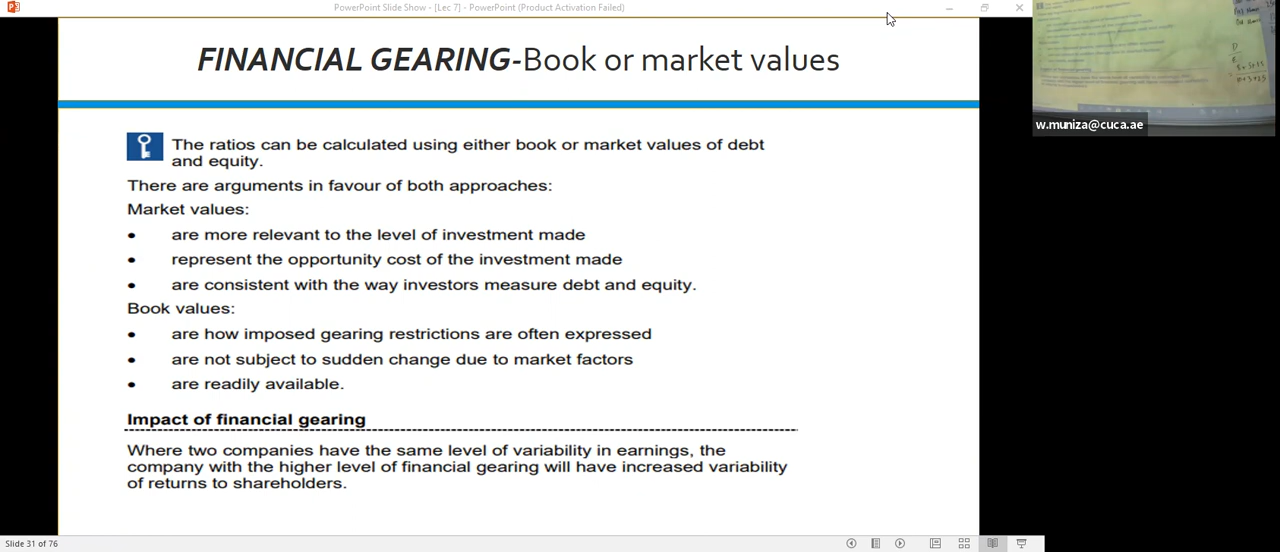 PowerPoint Slide Show - [Lec 7] - PowerPoint (Product Activation Failed)
FINANCIAL GEARING-Book or market values
The ratios can be calculated using either book or market values of debt
and equity.
There are arguments in favour of both approaches:
Market values:
• are more relevant to the level of investment made
• represent the opportunity cost of the investment made
• are consistent with the way investors measure debt and equity.
Book values:
• are how imposed gearing restrictions are often expressed
• are not subject to sudden change due to market factors
• are readily available.
Impact of financial gearing
Where two companies have the same level of variability in earnings, the
company with the higher level of financial gearing will have increased variability
of returns to shareholders.
Slide 31 of 76
w.muniza@cuca.ae